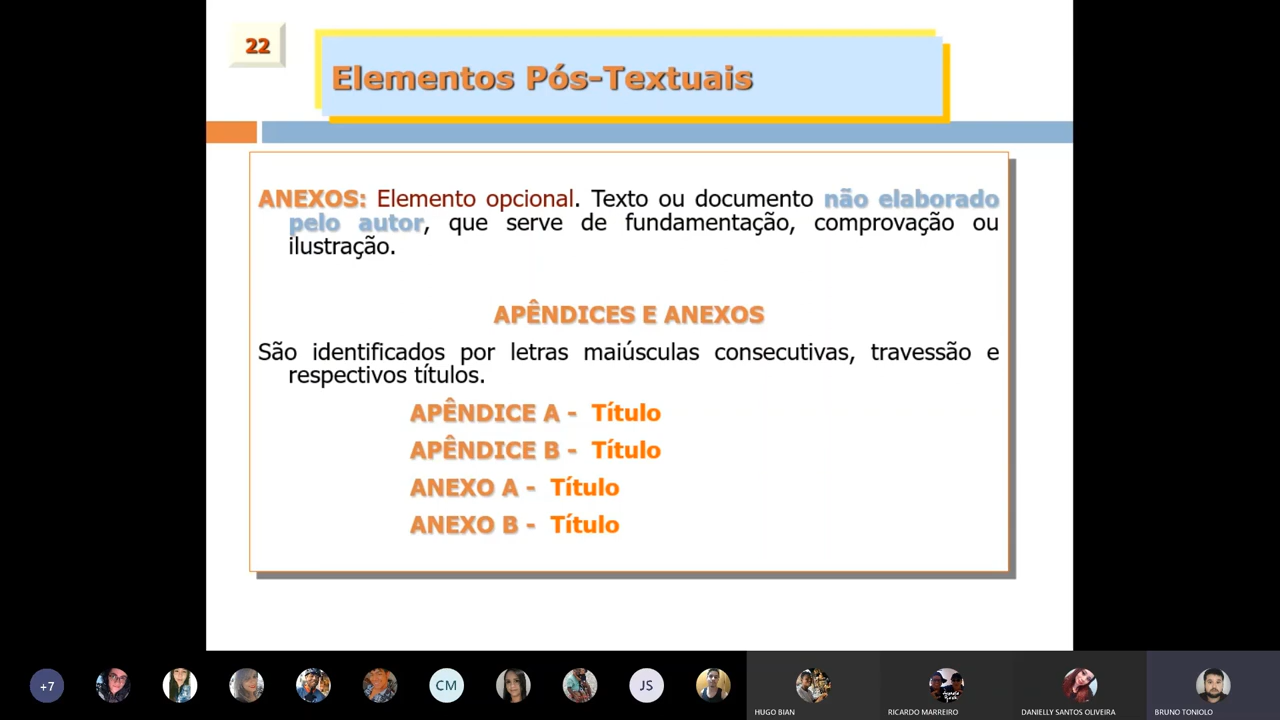 22
Elementos Pós-Textuais
ANEXOS: Elemento opcional. Texto ou documento não elaborado
pelo autor, que serve de fundamentação, comprovação ou
ilustração.
APÊNDICES E ANEXOS
São identificados por letras maiúsculas consecutivas, travessão e
respectivos títulos.
APÊNDICE A - Título
APÊNDICE B - Título
ANEXO A - Título
ANEXO B - Título
+7
CM
JS
HUGO BIAN
RICARDO MARREIRO
DANIELLY SANTOS OLIVEIRA
BRUNO TONIOLO